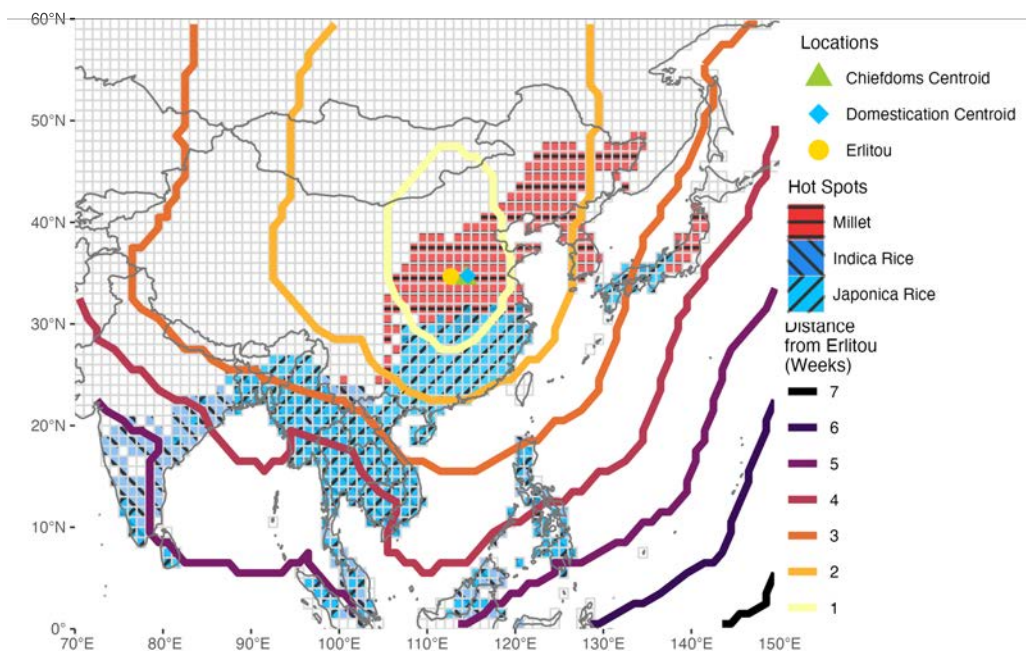 60°N
50°N
40°N
30°N
20°N
10°N
0°
70°E
80°E
90°E
100°E
110°E
120°E
130°E
140°E
150°E
Locations
Chiefdoms Centroid
Domestication Centroid
Erlitou
Hot Spots
Millet
Indica Rice
Japonica Rice
Distance
from Erlitou
(Weeks)
7
6
5
4
3
2
1